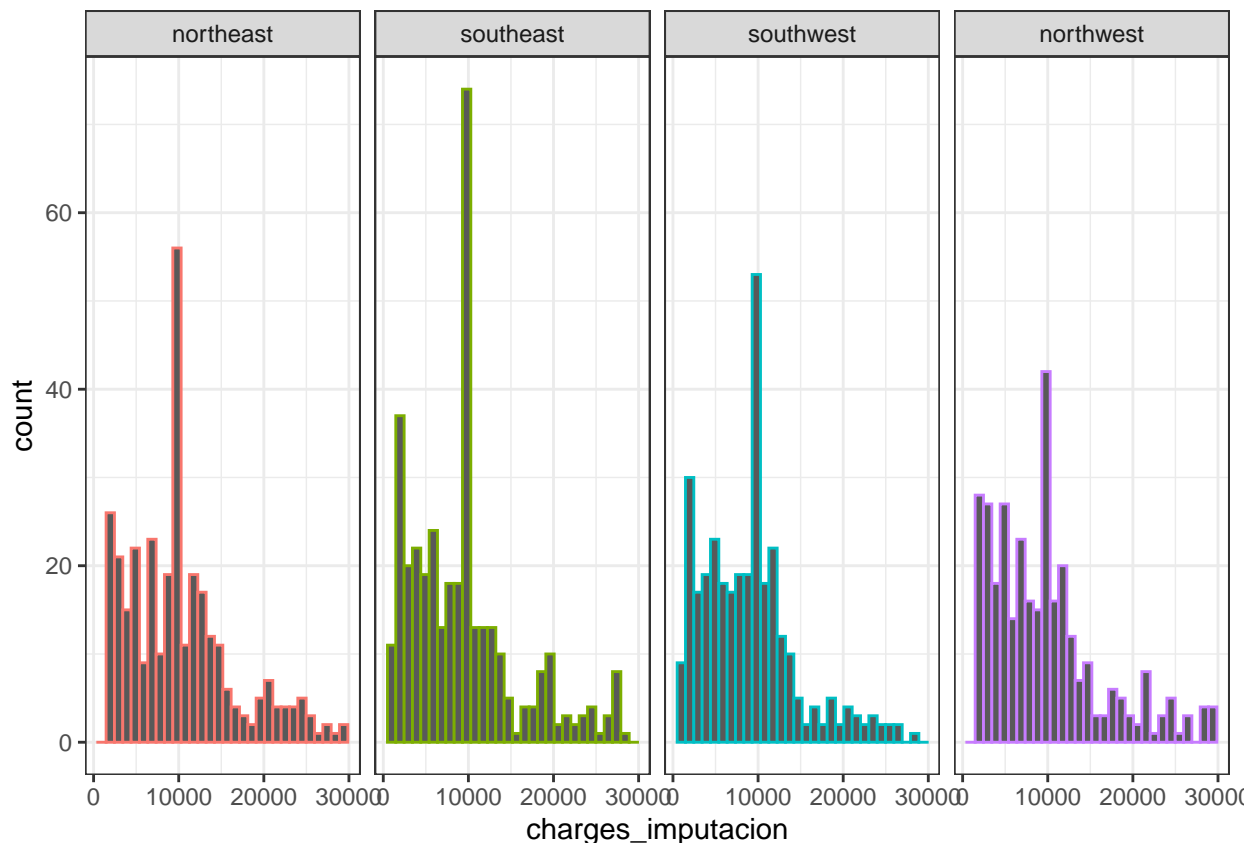 northeast southeast southwest northwest
60
40
20
0
count
0 10000 20000 30000 0 10000 20000 30000 0 10000 20000 30000 0 10000 20000 30000
charges_imputacion